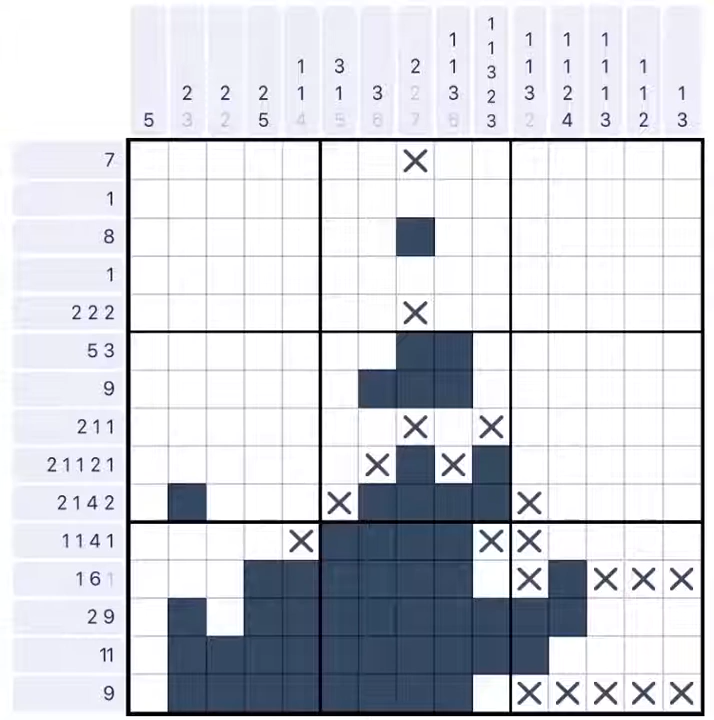 1
1 1 1 1 1
1 3 2 1 3 1 1 1 1
2 2 2 1 1 3 2 3 2 3 2 1 1 1
5 3 2 5 4 5 6 7 6 3 2 4 3 2 3
7
1
8
1
2 2 2
5 3
9
2 1 1
2 1 1 2 1
2 1 4 2
1 1 4 1
1 6 1
2 9
11
9